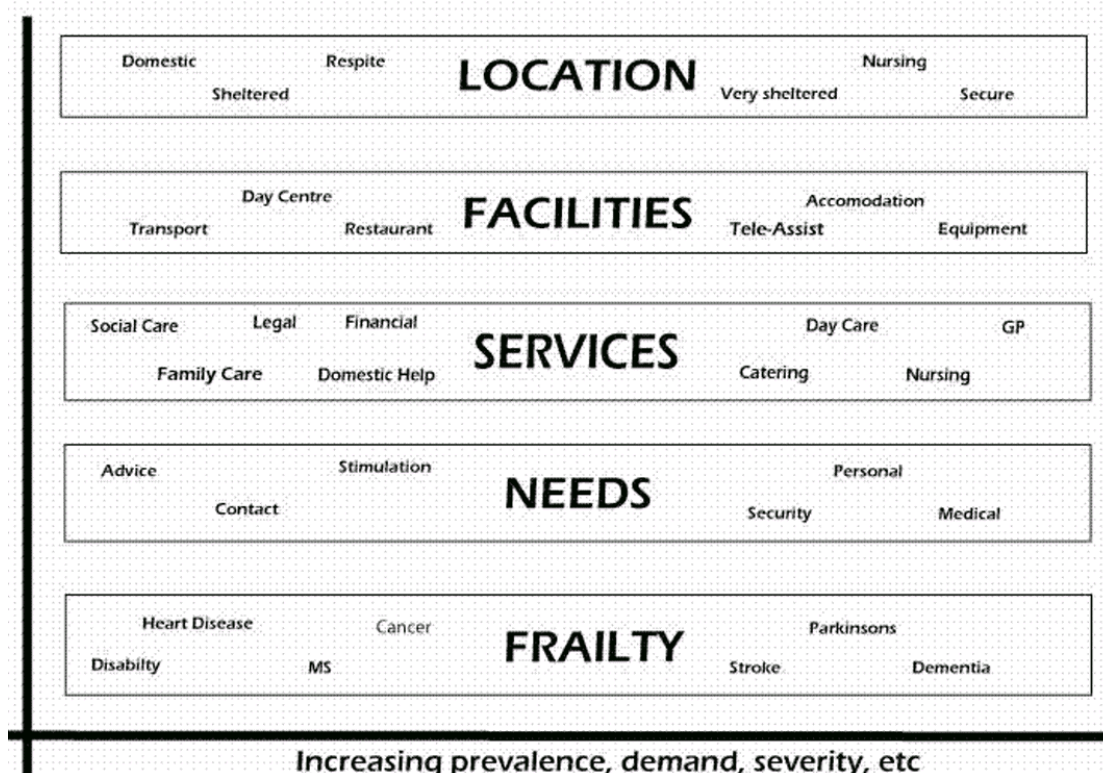 Domestic Respite LOCATION Nursing
Sheltered Very sheltered Secure
Day Centre FACILITIES Accomodation
Transport Restaurant Tele-Assist Equipment
Social Care Legal Financial SERVICES Day Care GP
Family Care Domestic Help Catering Nursing
Advice Stimulation NEEDS Personal
Contact Security Medical
Heart Disease Cancer FRAILTY Parkinsons
Disabilty MS Stroke Dementia
Increasing prevalence, demand, severity, etc